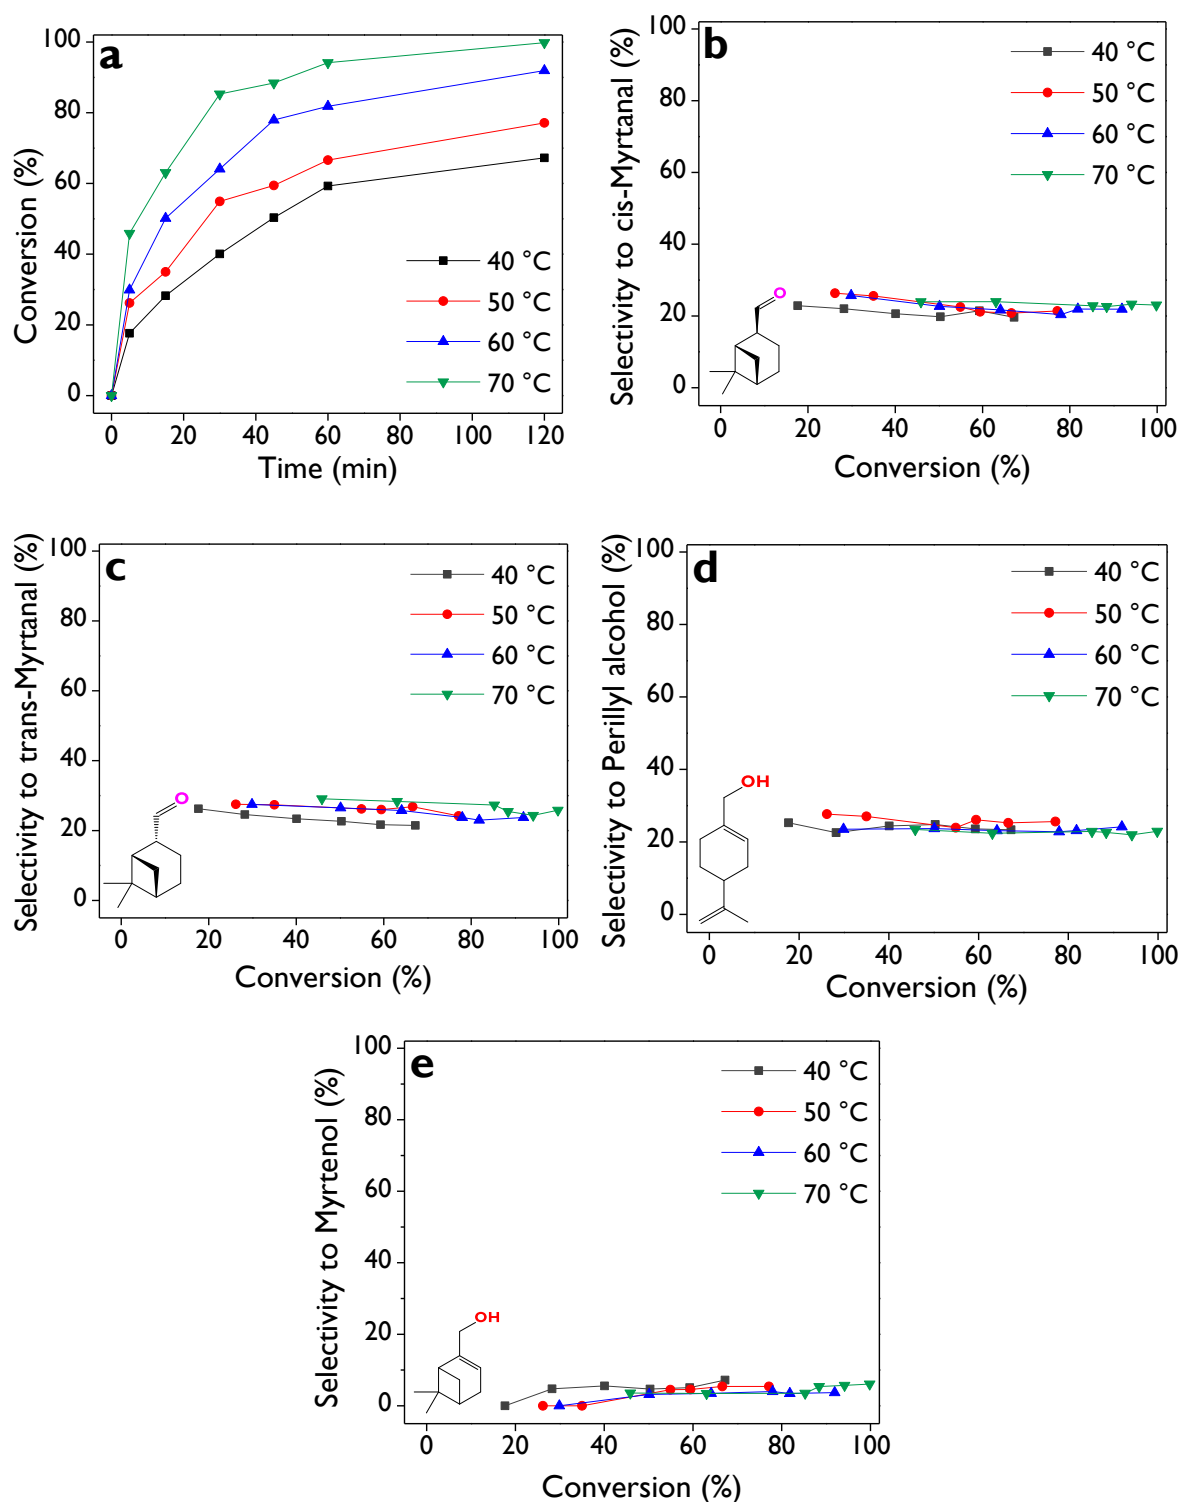 a
Conversion (%)
100
80
60
40
20
0
40 °C
50 °C
60 °C
70 °C
0 20 40 60 80 100 120
Time (min)
b
Selectivity to cis-Myrtanal (%)
100
80
60
40
20
0
40 °C
50 °C
60 °C
70 °C
O
0 20 40 60 80 100
Conversion (%)
c
Selectivity to trans-Myrtanal (%)
100
80
60
40
20
0
40 °C
50 °C
60 °C
70 °C
O
0 20 40 60 80 100
Conversion (%)
d
Selectivity to Perillyl alcohol (%)
100
80
60
40
20
0
40 °C
50 °C
60 °C
70 °C
OH
0 20 40 60 80 100
Conversion (%)
e
Selectivity to Myrtenol (%)
100
80
60
40
20
0
40 °C
50 °C
60 °C
70 °C
OH
0 20 40 60 80 100
Conversion (%)